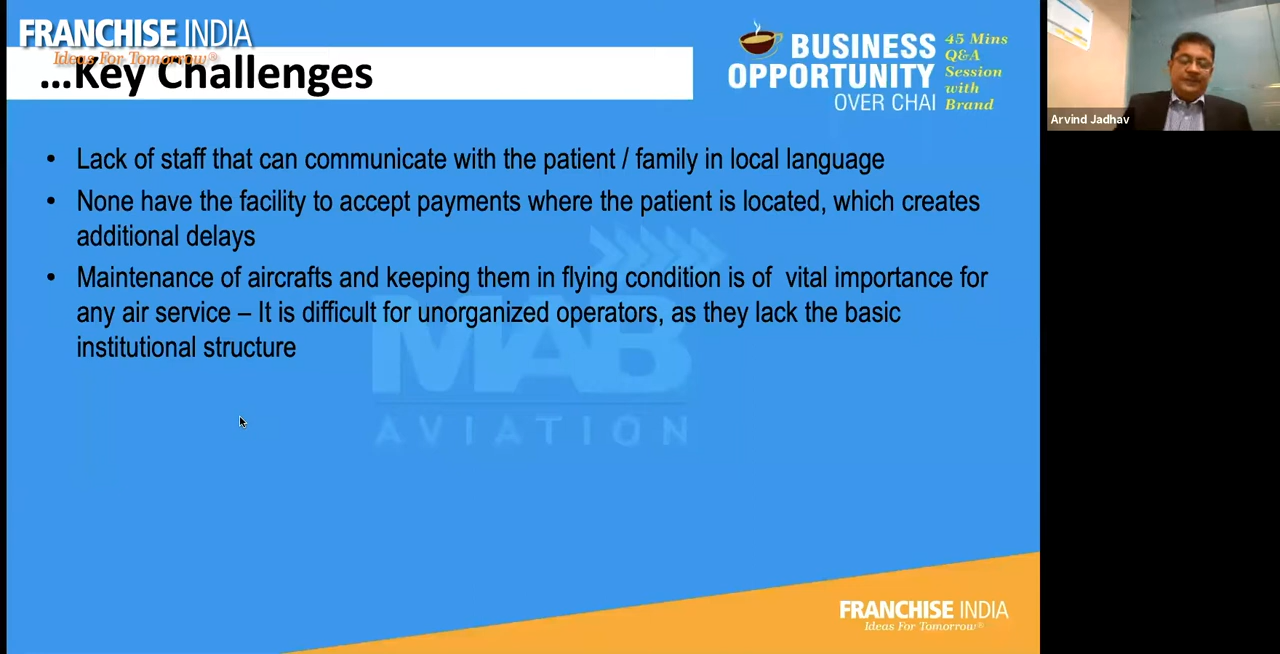 FRANCHISE INDIA
Ideas For Tomorrow®
...Key Challenges
BUSINESS
OPPORTUNITY
OVER CHAI
45 Mins
Q&A
Session
with
Brand
Arvind Jadhav
• Lack of staff that can communicate with the patient / family in local language
• None have the facility to accept payments where the patient is located, which creates
additional delays
• Maintenance of aircrafts and keeping them in flying condition is of  vital importance for
any air service – It is difficult for unorganized operators, as they lack the basic
institutional structure
MAB
AVIATION
FRANCHISE INDIA
Ideas For Tomorrow®